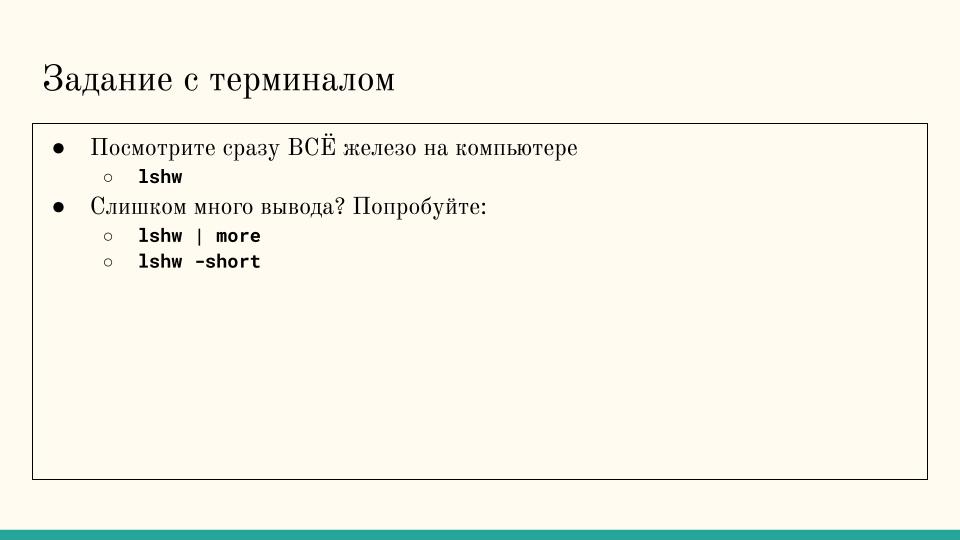 Задание с терминалом
● Посмотрите сразу ВСЁ железо на компьютере
○ lshw
● Слишком много вывода? Попробуйте:
○ lshw | more
○ lshw -short